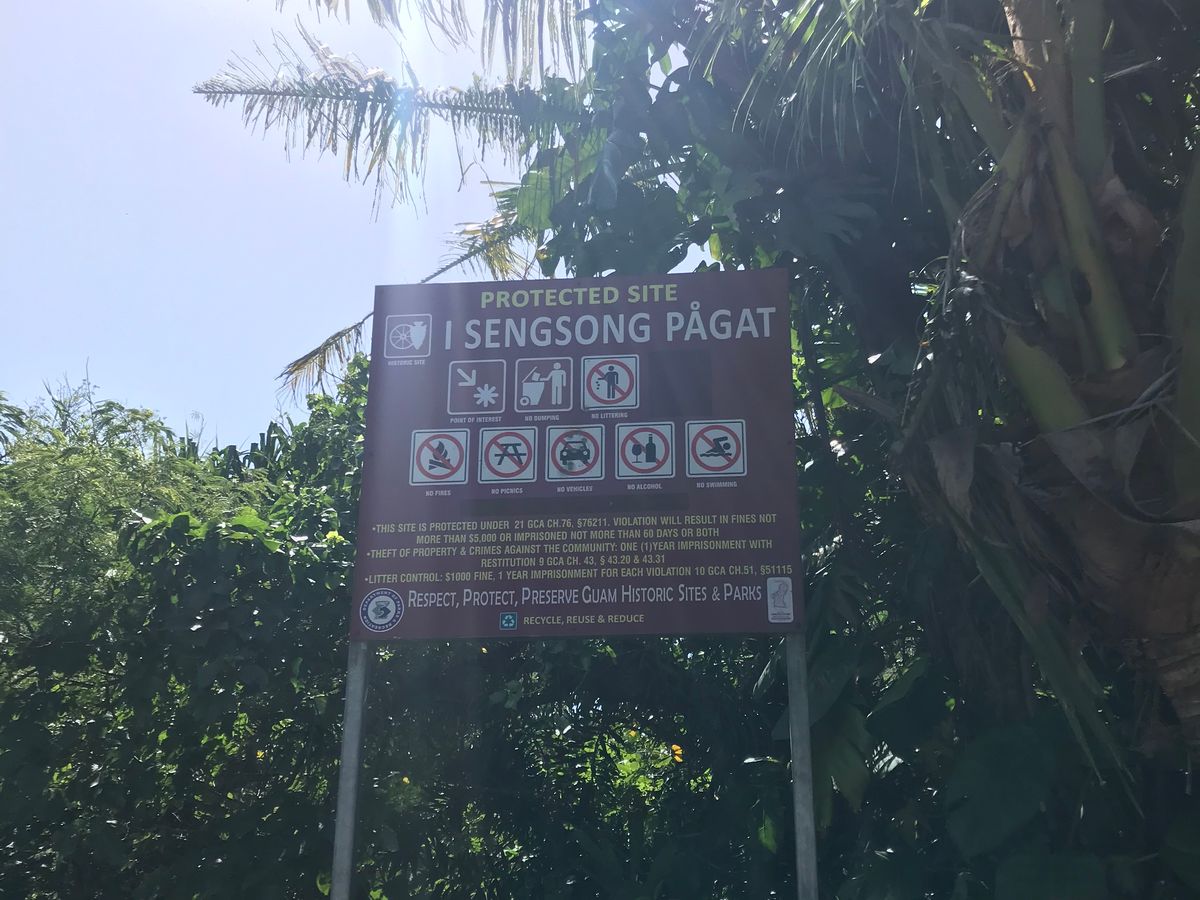 PROTECTED SITE
I SENGSONG PÅGAT
HISTORIC SITE
POINT OF INTEREST
NO DUMPING
NO LITTERING
NO FIRES
NO PICNICS
NO VEHICLES
NO ALCOHOL
NO SWIMMING
•THIS SITE IS PROTECTED UNDER 21 GCA CH.76, §76211. VIOLATION WILL RESULT IN FINES NOT
MORE THAN $5,000 OR IMPRISONED NOT MORE THAN 60 DAYS OR BOTH
•THEFT OF PROPERTY & CRIMES AGAINST THE COMMUNITY: ONE (1)YEAR IMPRISONMENT WITH
RESTITUTION 9 GCA CH. 43, § 43.20 & 43.31
•LITTER CONTROL: $1000 FINE, 1 YEAR IMPRISONMENT FOR EACH VIOLATION 10 GCA CH.51, §51115
DEPARTMENT OF PARKS & RECREATION
RESPECT, PROTECT, PRESERVE GUAM HISTORIC SITES & PARKS
RECYCLE, REUSE & REDUCE